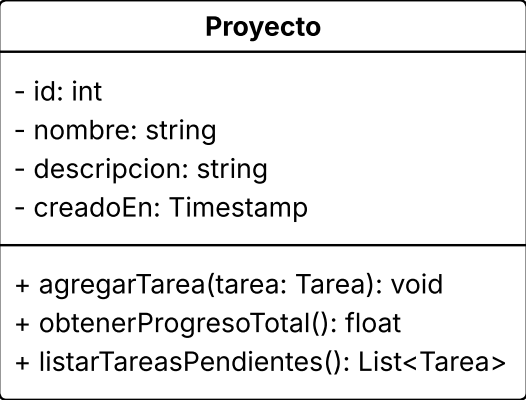 Proyecto
- id: int
- nombre: string
- descripcion: string
- creadoEn: Timestamp
+ agregarTarea(tarea: Tarea): void
+ obtenerProgresoTotal(): float
+ listarTareasPendientes(): List<Tarea>